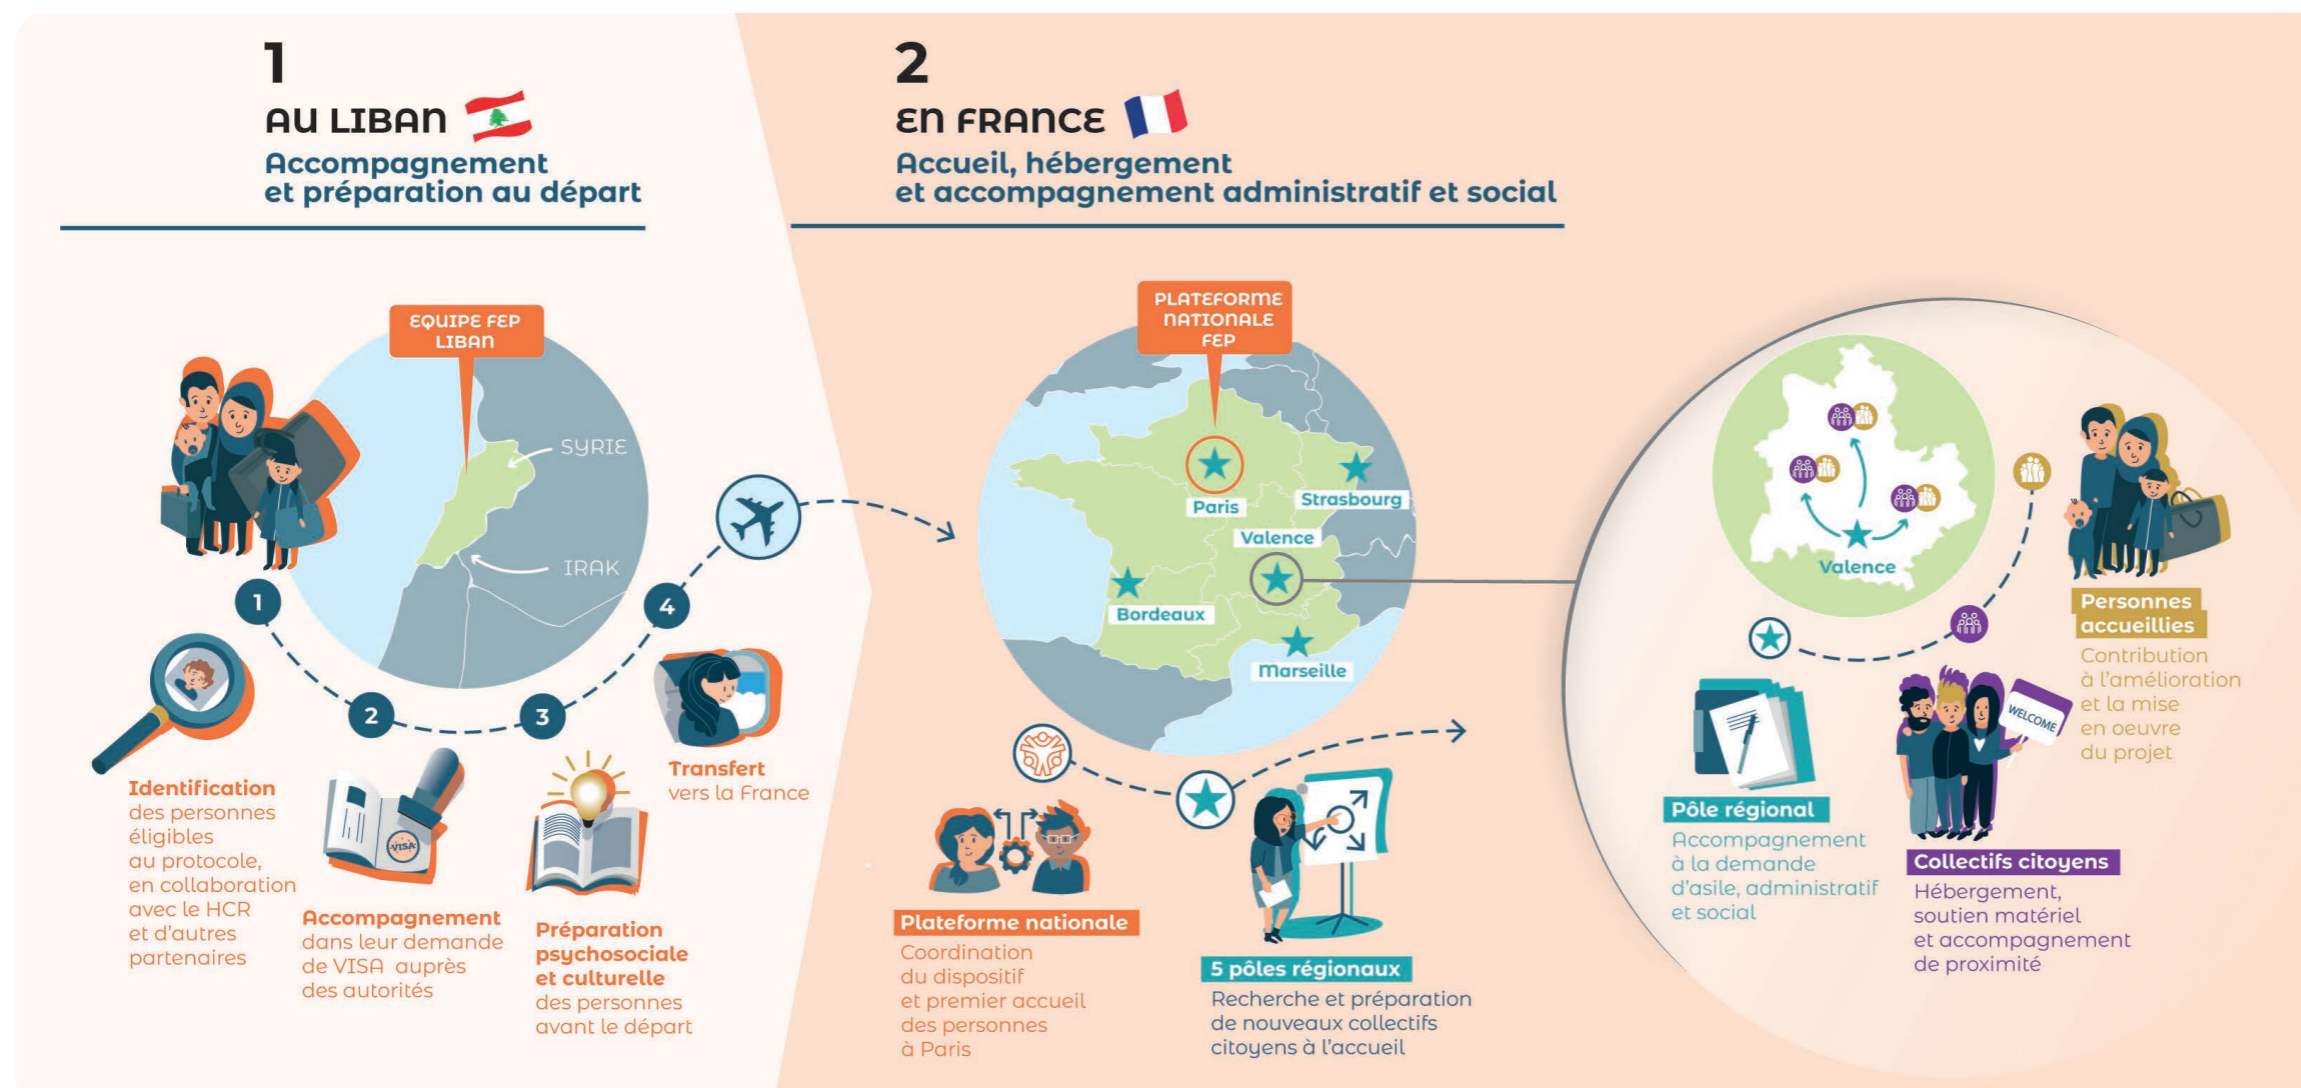 1
AU LIBAN
Accompagnement
et préparation au départ
EQUIPE FEP
LIBAN
SYRIE
IRAK
1
2
3
4
Identification
des personnes
éligibles
au protocole,
en collaboration
avec le HCR
et d'autres
partenaires
VISA
Accompagnement
dans leur demande
de VISA auprès
des autorités
Préparation
psychosociale
et culturelle
des personnes
avant le départ
Transfert
vers la France
2
EN FRANCE
Accueil, hébergement
et accompagnement administratif et social
PLATEFORME
NATIONALE
FEP
Paris
Strasbourg
Valence
Bordeaux
Marseille
Plateforme nationale
Coordination
du dispositif
et premier accueil
des personnes
à Paris
5 pôles régionaux
Recherche et préparation
de nouveaux collectifs
citoyens à l'accueil
Valence
Pôle régional
Accompagnement
à la demande
d'asile, administratif
et social
WELCOME
Collectifs citoyens
Hébergement,
soutien matériel
et accompagnement
de proximité
Personnes
accueillies
Contribution
à l'amélioration
et la mise
en oeuvre
du projet